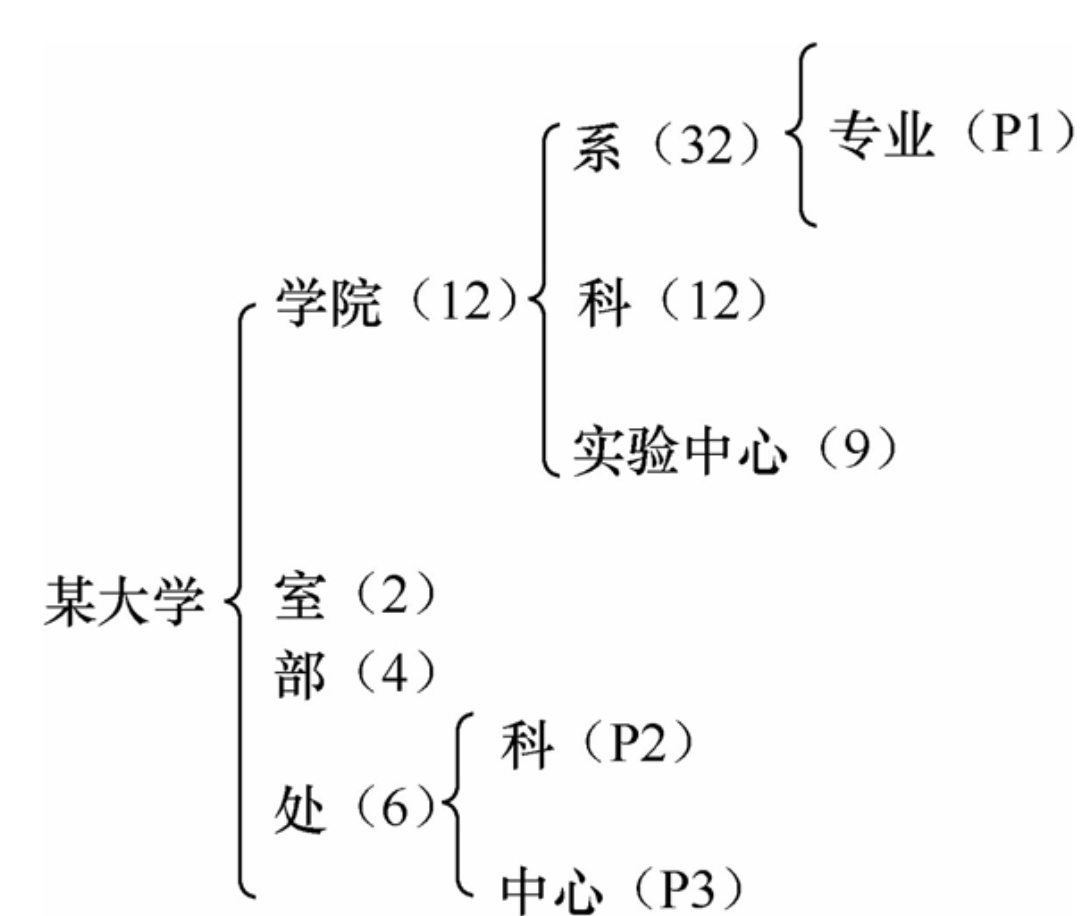 专业（P1）
系（32）
学院（12）
科（12）
实验中心（9）
某大学
室（2）
部（4）
科（P2）
处（6）
中心（P3）